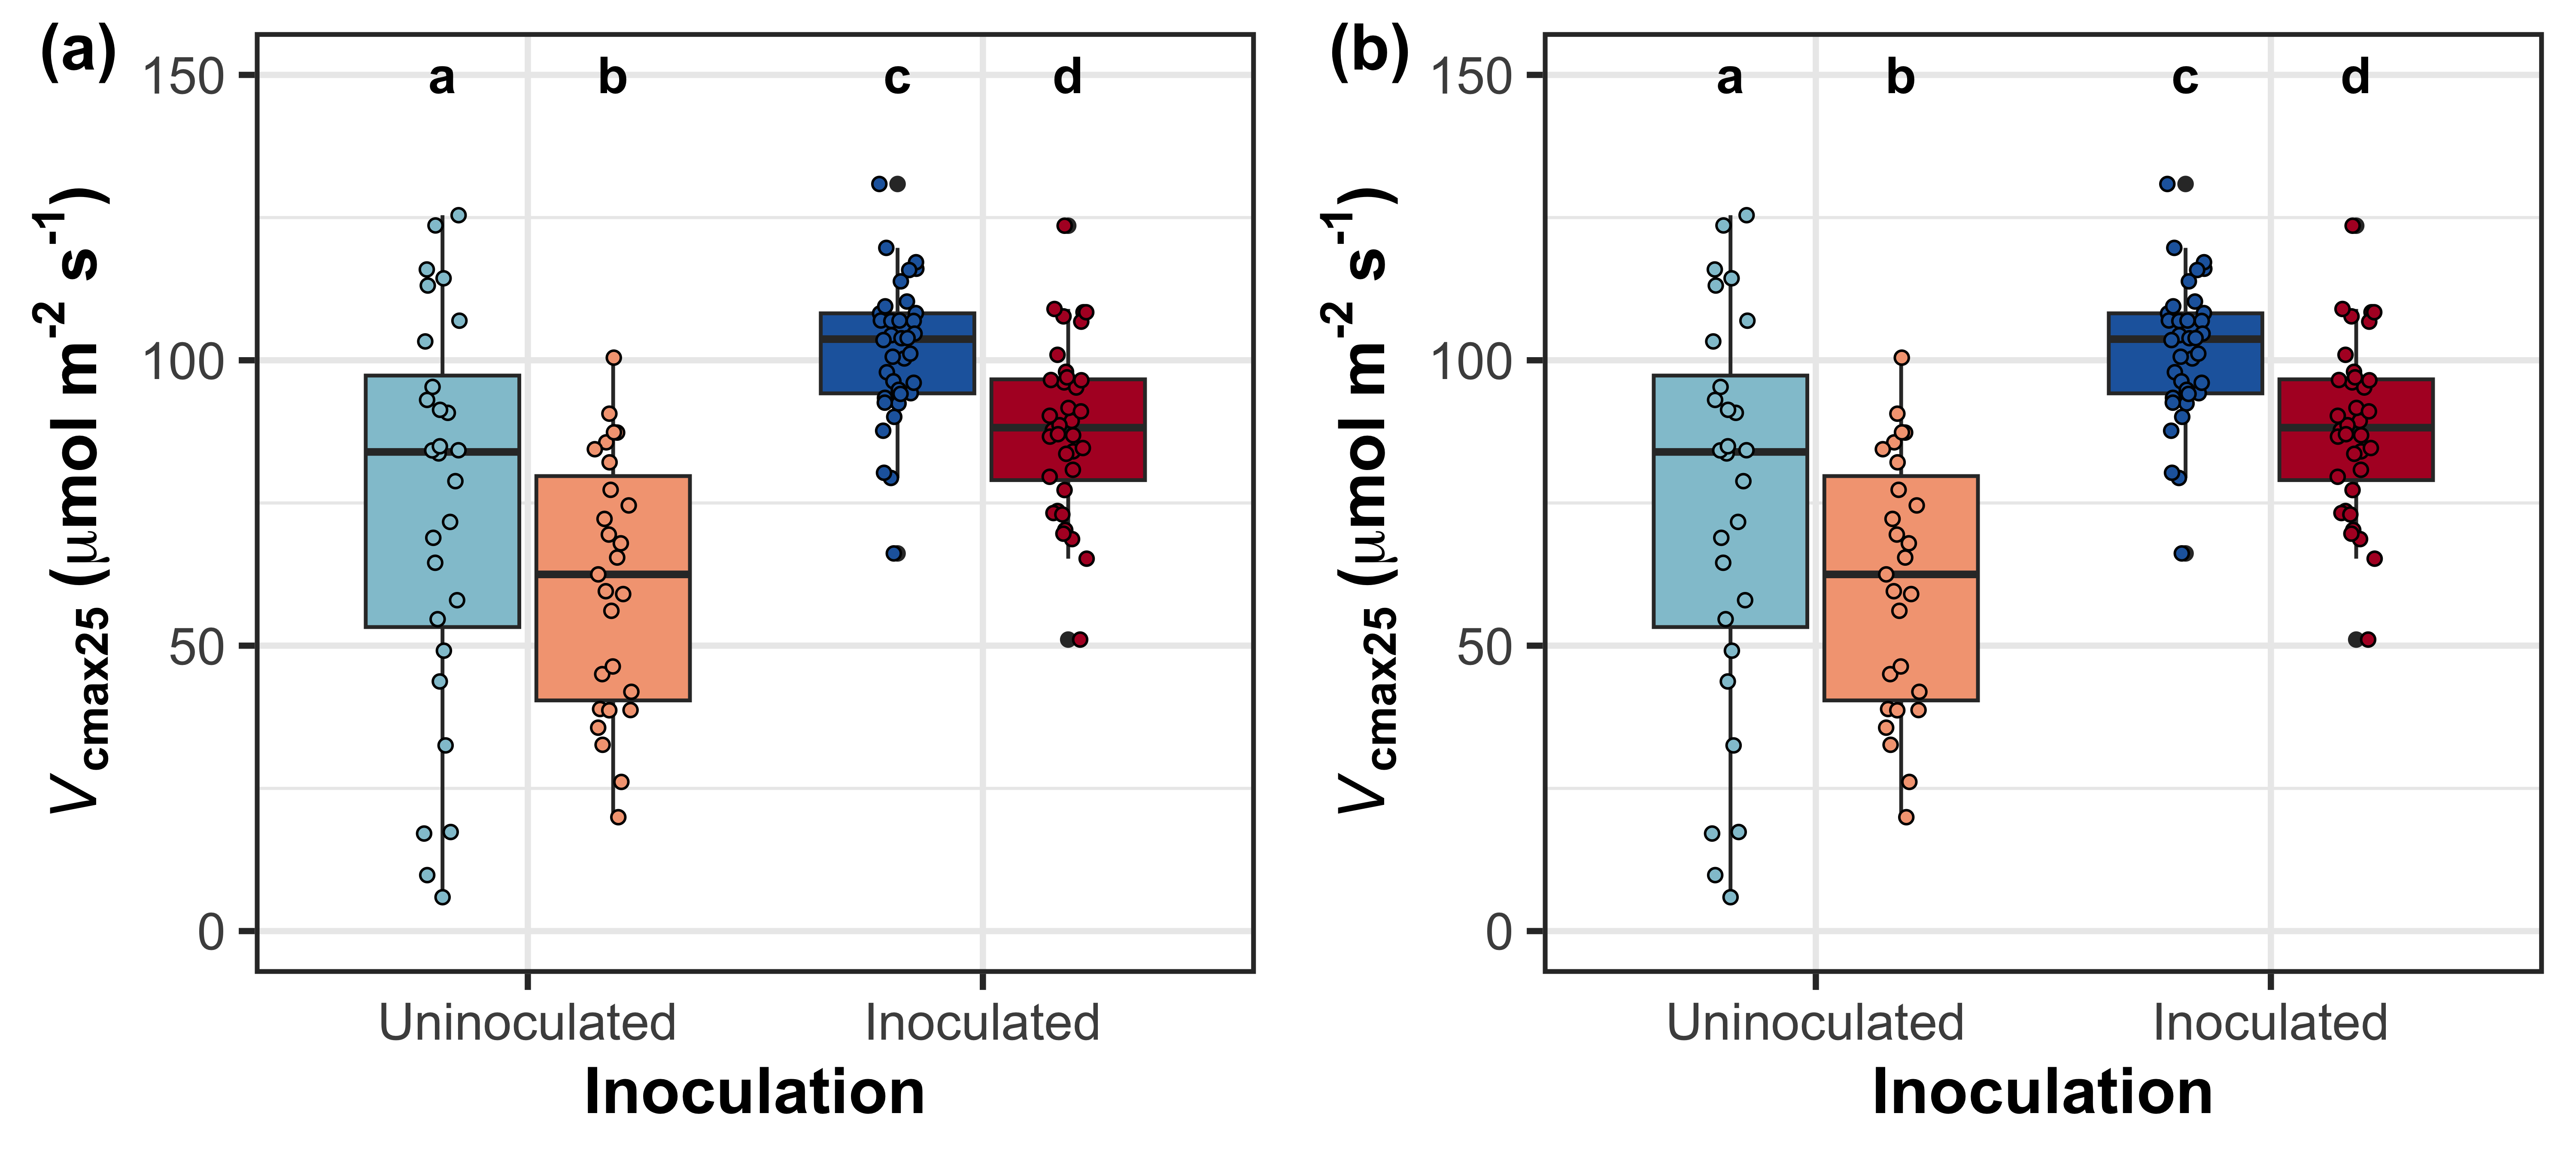 (a)
150
100
50
0
Vcmax25 (μmol m-2 s-1)
a b c d
Uninoculated Inoculated
Inoculation
(b)
150
100
50
0
Vcmax25 (μmol m-2 s-1)
a b c d
Uninoculated Inoculated
Inoculation